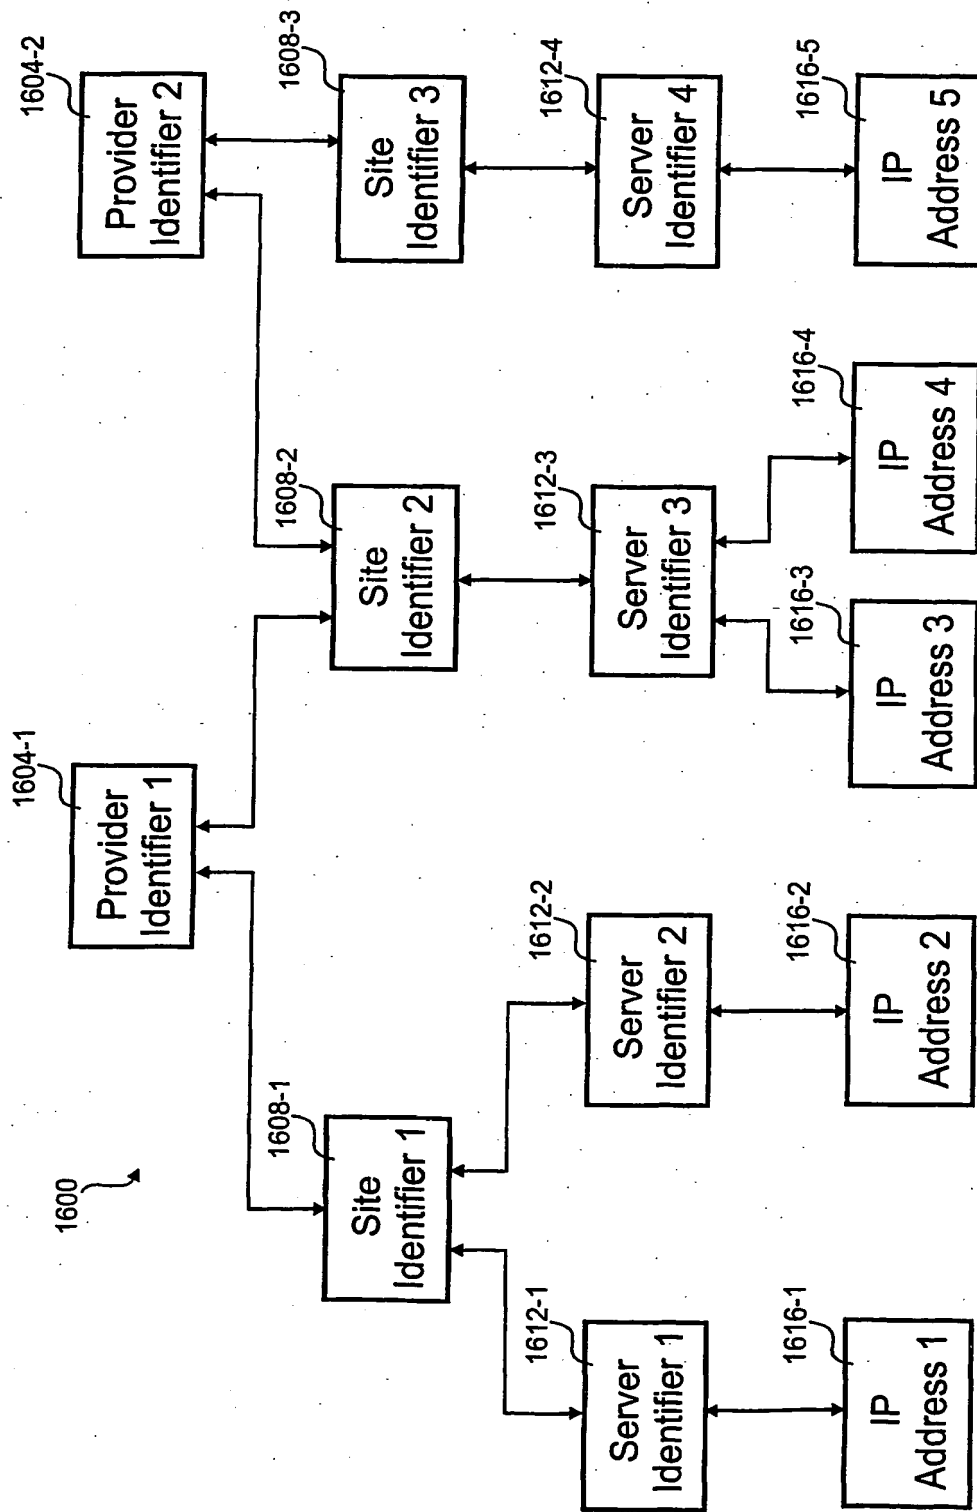 1600
1604-1
Provider
Identifier 1
1604-2
Provider
Identifier 2
1608-1
Site
Identifier 1
1608-2
Site
Identifier 2
1608-3
Site
Identifier 3
1612-1
Server
Identifier 1
1612-2
Server
Identifier 2
1612-3
Server
Identifier 3
1612-4
Server
Identifier 4
1616-1
IP
Address 1
1616-2
IP
Address 2
1616-3
IP
Address 3
1616-4
IP
Address 4
1616-5
IP
Address 5